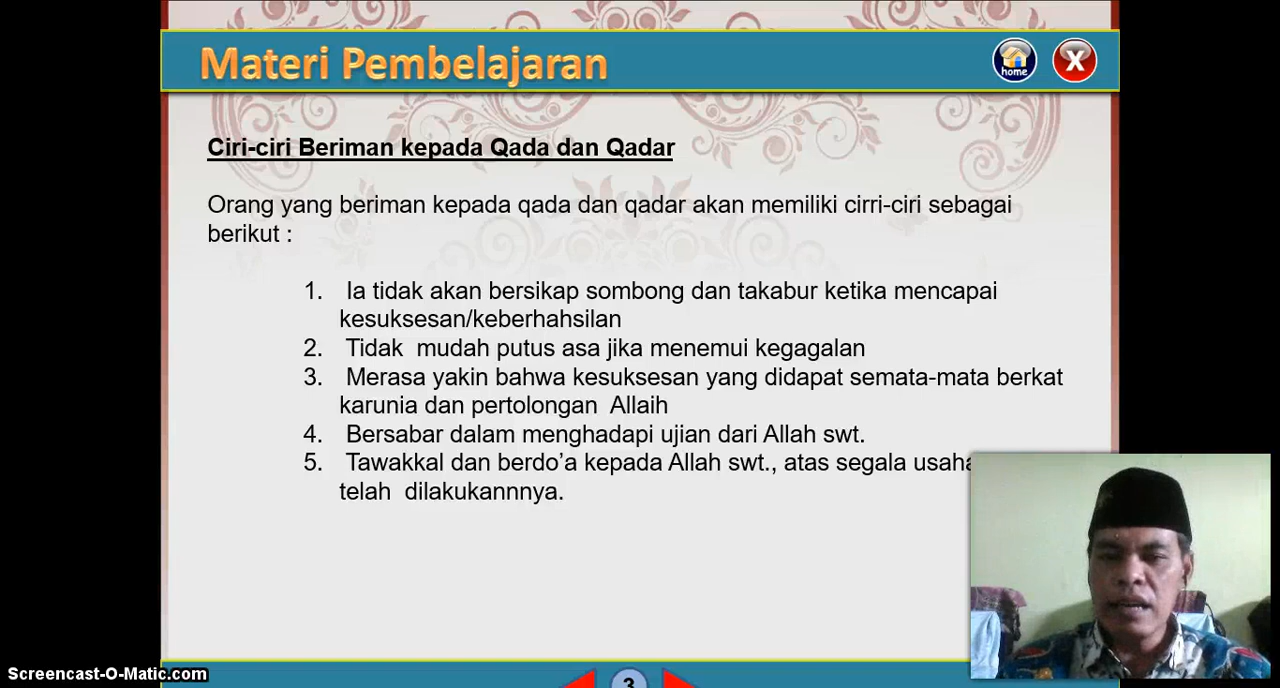 Materi Pembelajaran
home
X
Ciri-ciri Beriman kepada Qada dan Qadar
Orang yang beriman kepada qada dan qadar akan memiliki cirri-ciri sebagai
berikut :
1. Ia tidak akan bersikap sombong dan takabur ketika mencapai
kesuksesan/keberhahsilan
2. Tidak mudah putus asa jika menemui kegagalan
3. Merasa yakin bahwa kesuksesan yang didapat semata-mata berkat
karunia dan pertolongan Allaih
4. Bersabar dalam menghadapi ujian dari Allah swt.
5. Tawakkal dan berdo’a kepada Allah swt., atas segala usaha
telah dilakukannnya.
3
Screencast-O-Matic.com